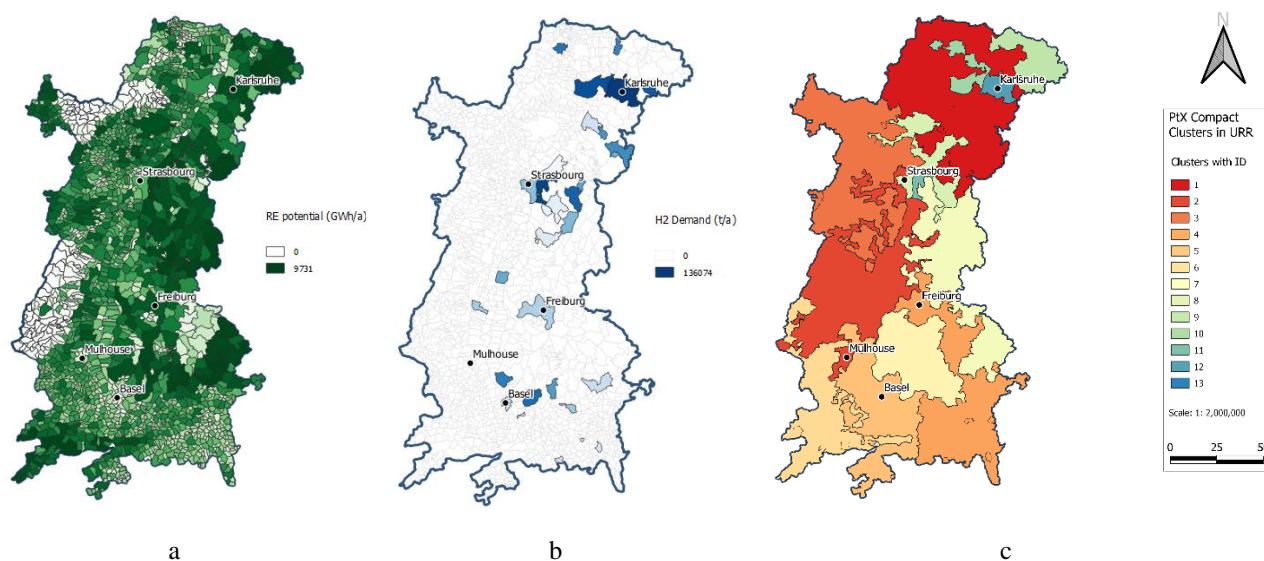 Karlsruhe
Strasbourg
Freiburg
Mulhouse
Basel
RE potential (GWh/a)
0
9731
a
Karlsruhe
Strasbourg
Freiburg
Mulhouse
Basel
H2 Demand (t/a)
0
136074
b
Karlsruhe
Strasbourg
Freiburg
Mulhouse
Basel
c
N
PtX Compact
Clusters in URR
Clusters with ID
1
2
3
4
5
6
7
8
9
10
11
12
13
Scale: 1: 2,000,000
0 25